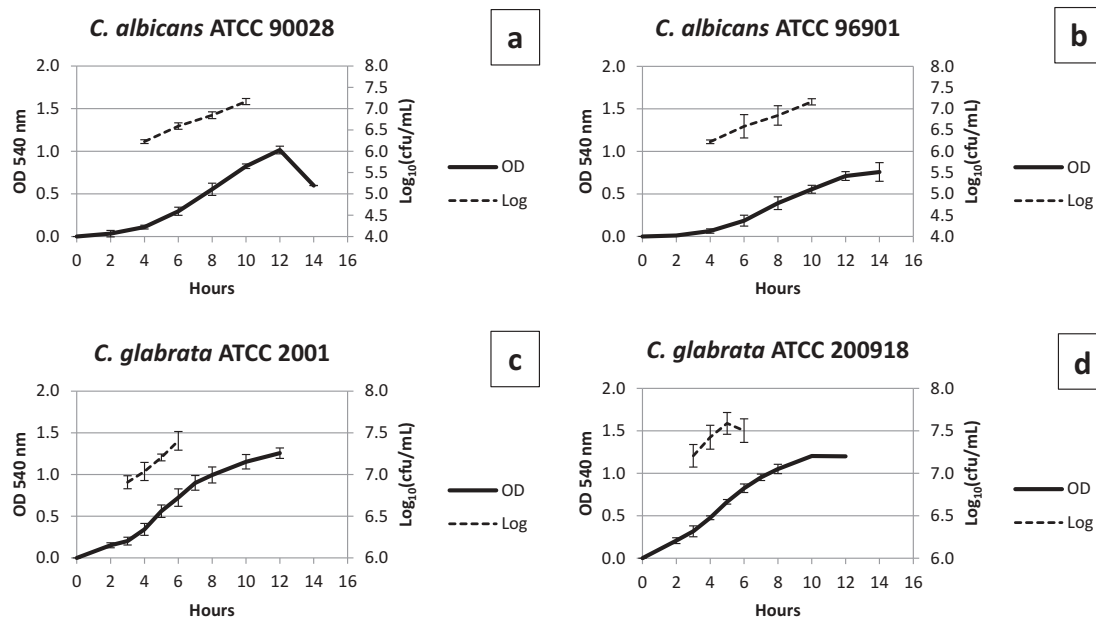 C. albicans ATCC 90028
a
2.0
1.5
1.0
0.5
0.0
OD 540 nm
8.0
7.5
7.0
6.5
6.0
5.5
5.0
4.5
4.0
Log10(cfu/mL)
0 2 4 6 8 10 12 14 16
Hours
OD
Log
C. albicans ATCC 96901
b
2.0
1.5
1.0
0.5
0.0
OD 540 nm
8.0
7.5
7.0
6.5
6.0
5.5
5.0
4.5
4.0
Log10(cfu/mL)
0 2 4 6 8 10 12 14 16
Hours
OD
Log
C. glabrata ATCC 2001
c
2.0
1.5
1.0
0.5
0.0
OD 540 nm
8.0
7.5
7.0
6.5
6.0
Log10(cfu/mL)
0 2 4 6 8 10 12 14 16
Hours
OD
Log
C. glabrata ATCC 200918
d
2.0
1.5
1.0
0.5
0.0
OD 540 nm
8.0
7.5
7.0
6.5
6.0
Log10(cfu/mL)
0 2 4 6 8 10 12 14 16
Hours
OD
Log